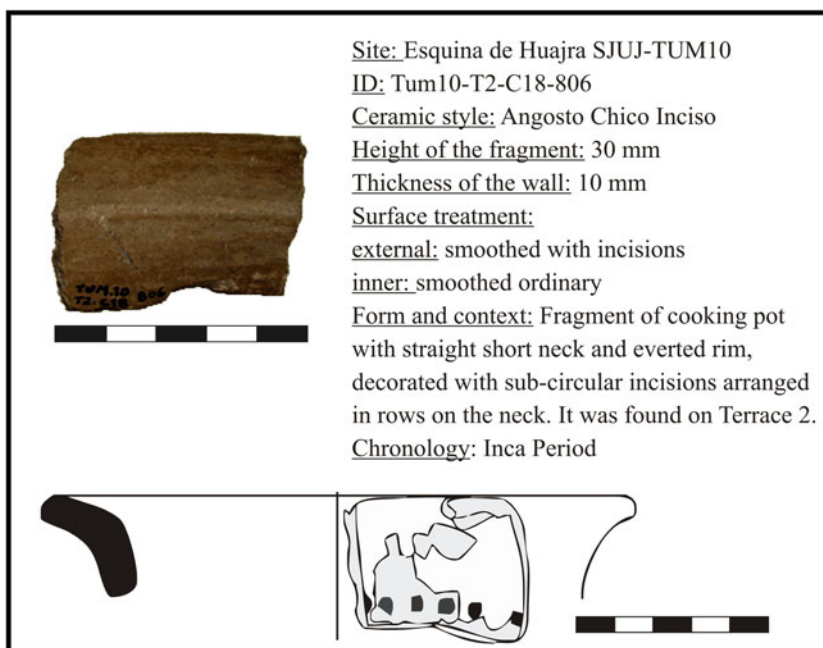 Site: Esquina de Huajra SJUJ-TUM10
ID: Tum10-T2-C18-806
Ceramic style: Angosto Chico Inciso
Height of the fragment: 30 mm
Thickness of the wall: 10 mm
Surface treatment:
external: smoothed with incisions
inner: smoothed ordinary
Form and context: Fragment of cooking pot
with straight short neck and everted rim,
decorated with sub-circular incisions arranged
in rows on the neck. It was found on Terrace 2.
Chronology: Inca Period
TUM.10
T2.C18 806